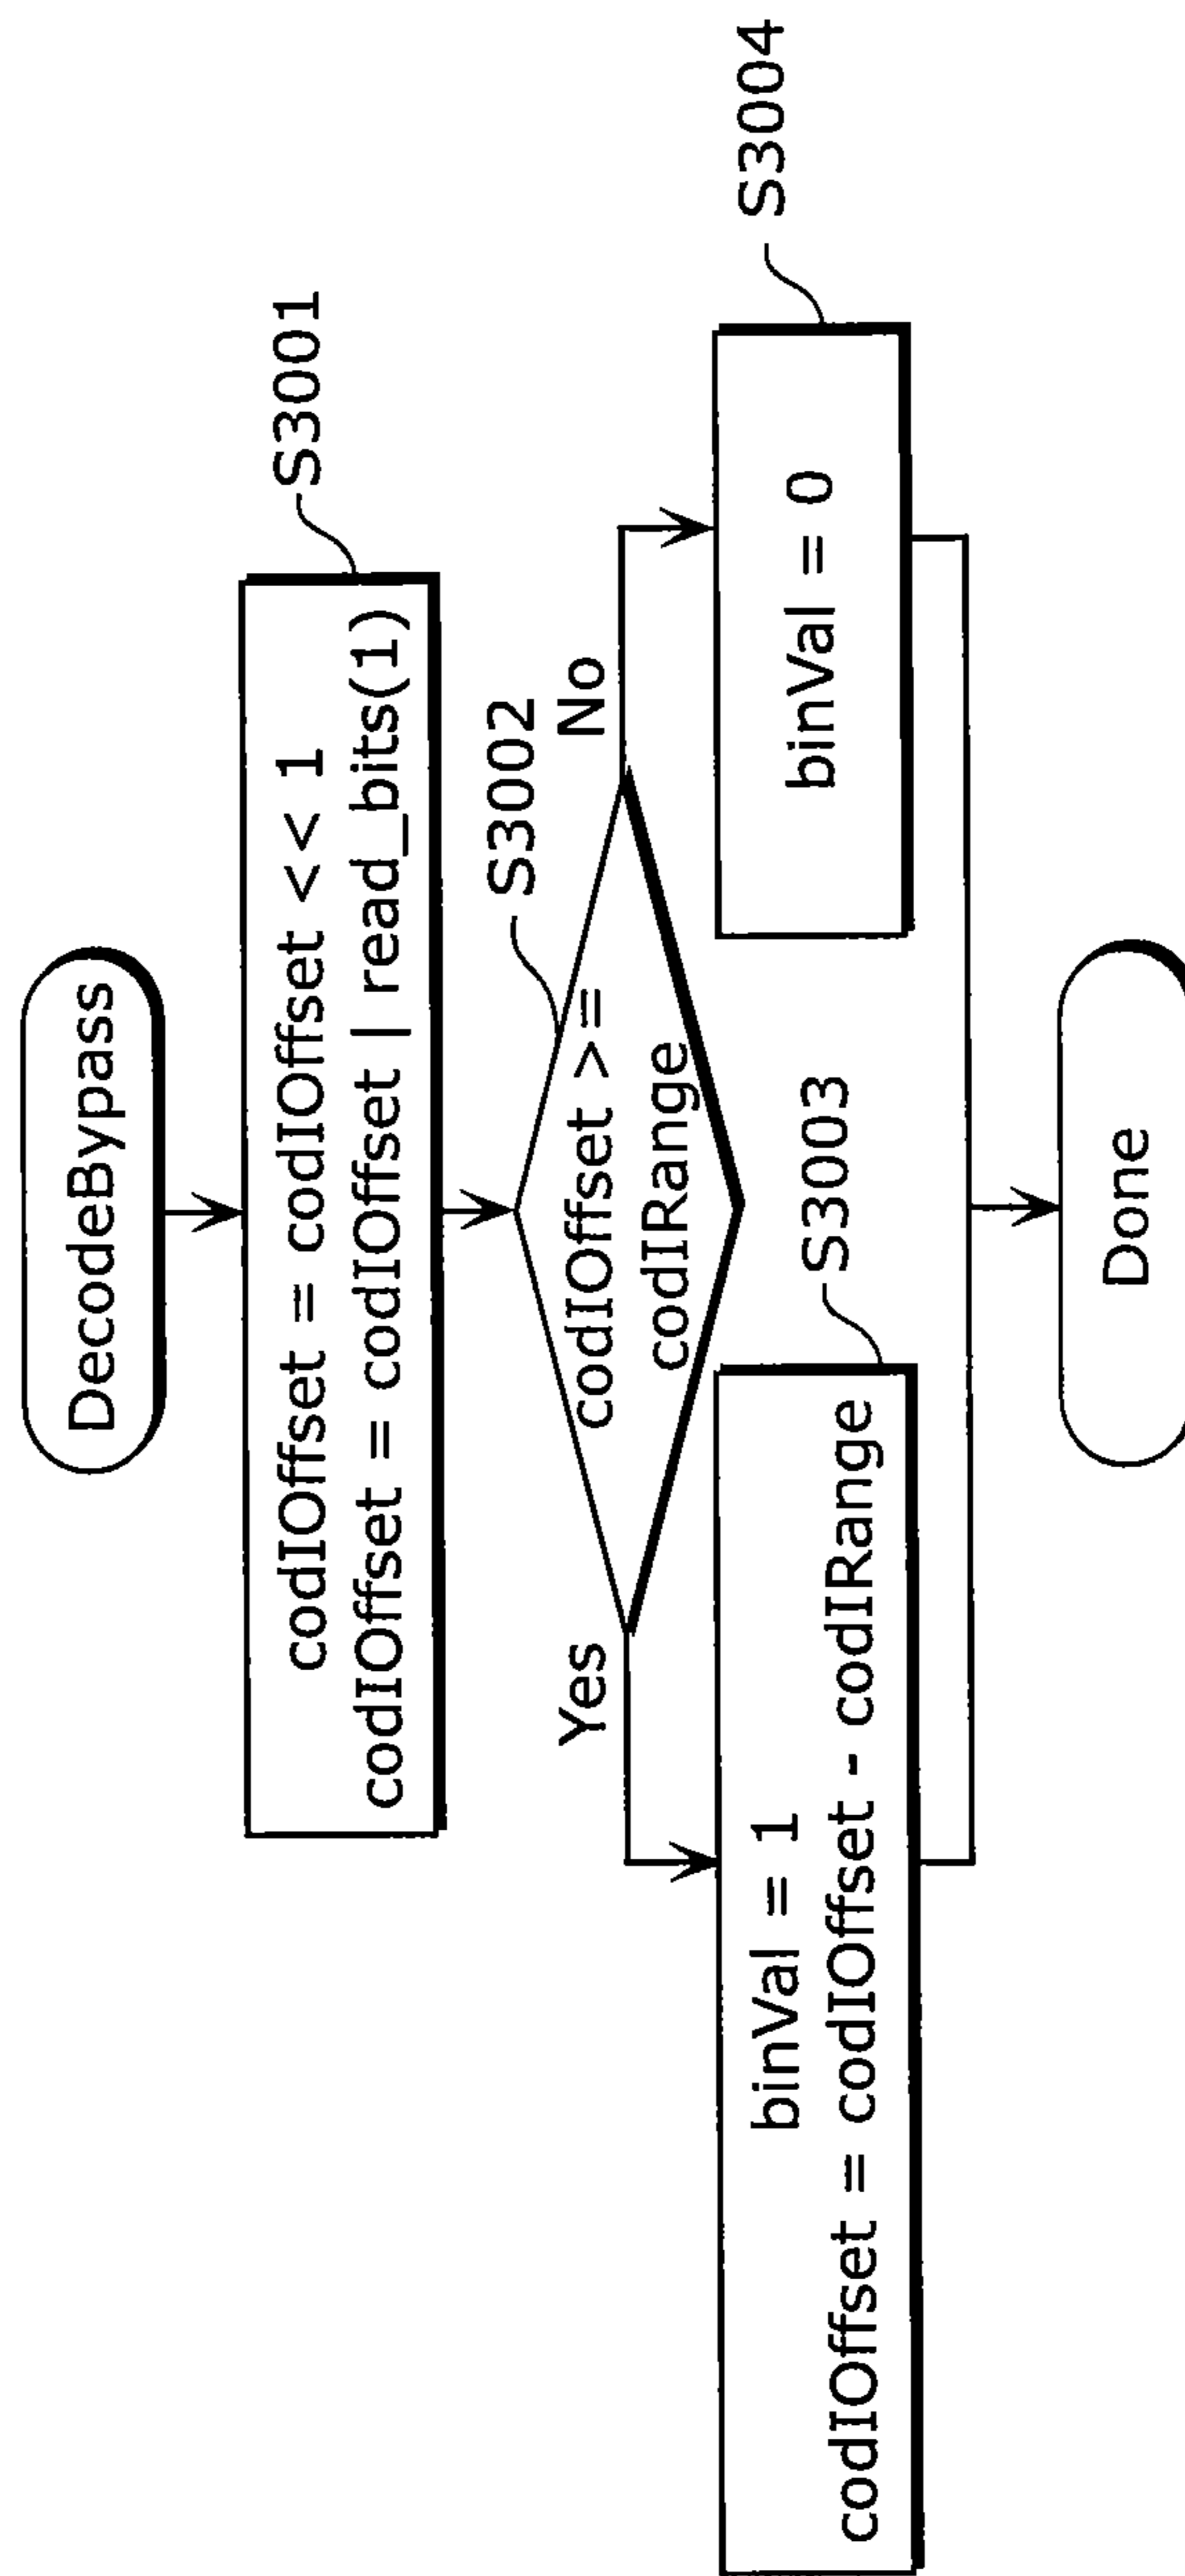 DecodeBypass
S3001
codIOffset = codIOffset << 1
codIOffset = codIOffset | read_bits(1)
S3002
codIOffset >=
codIRange
Yes
No
S3003
binVal = 1
codIOffset = codIOffset - codIRange
S3004
binVal = 0
Done